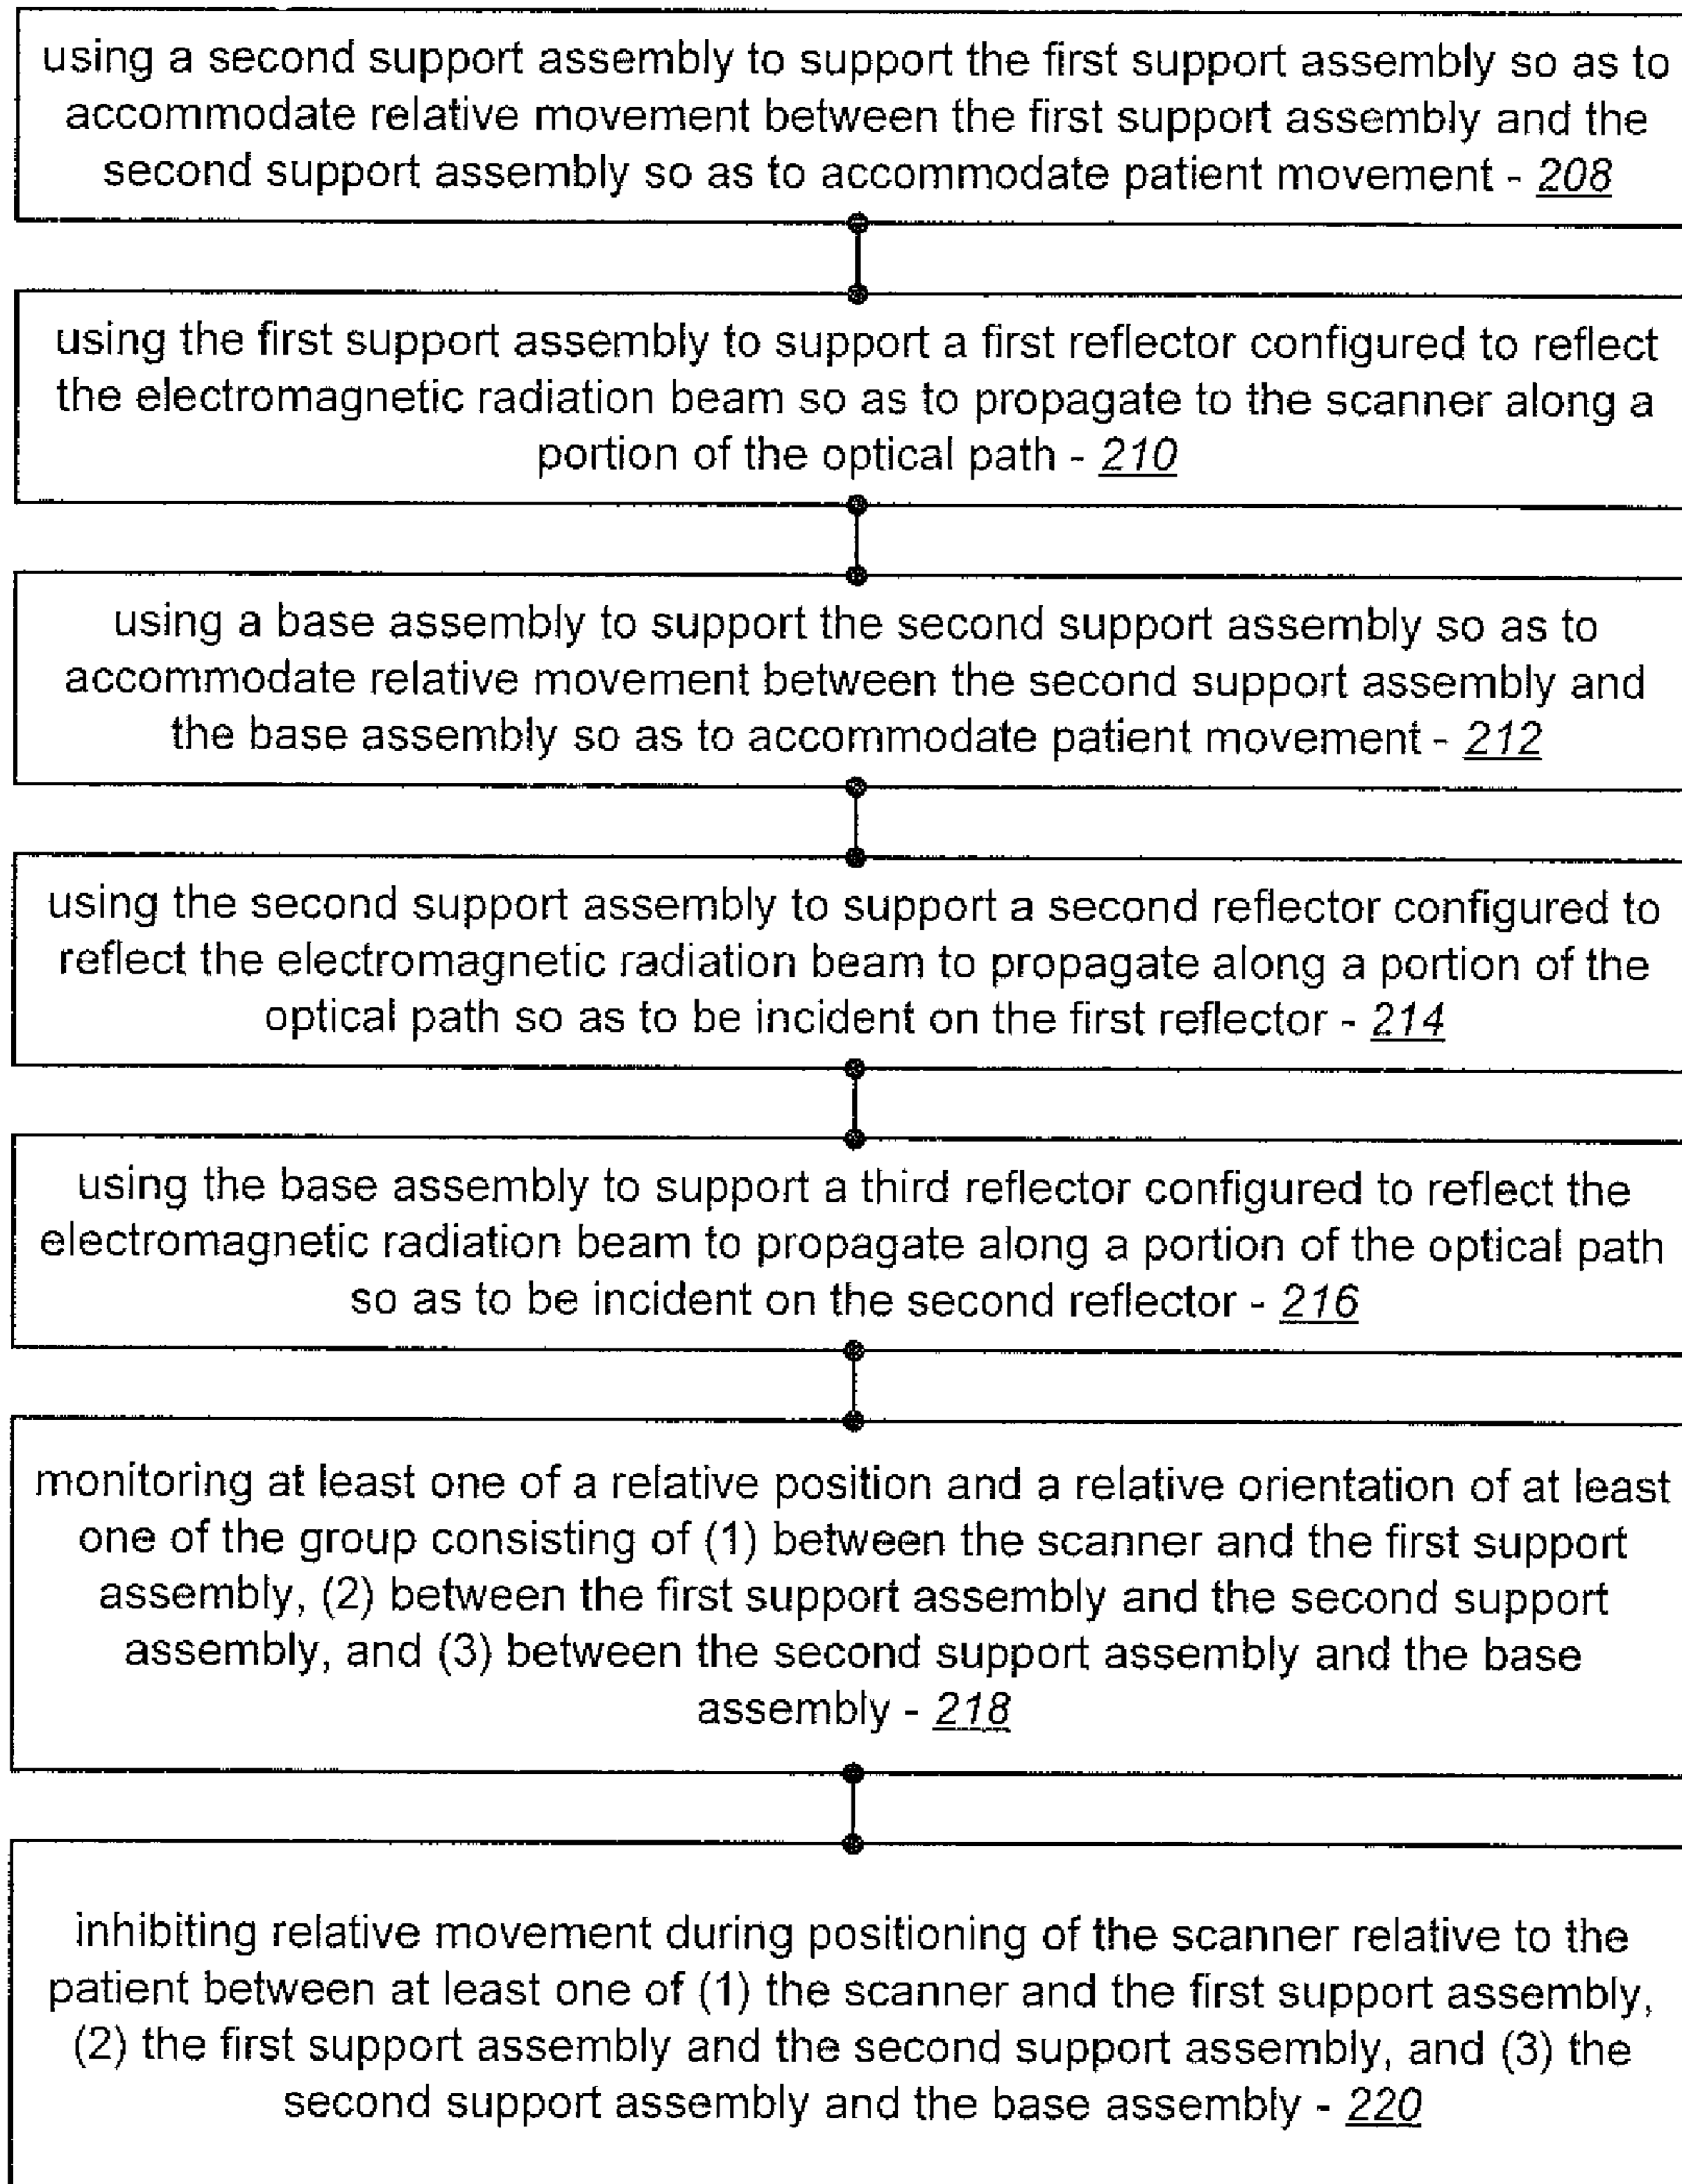 using a second support assembly to support the first support assembly so as to
accommodate relative movement between the first support assembly and the
second support assembly so as to accommodate patient movement - 208
using the first support assembly to support a first reflector configured to reflect
the electromagnetic radiation beam so as to propagate to the scanner along a
portion of the optical path - 210
using a base assembly to support the second support assembly so as to
accommodate relative movement between the second support assembly and
the base assembly so as to accommodate patient movement - 212
using the second support assembly to support a second reflector configured to
reflect the electromagnetic radiation beam to propagate along a portion of the
optical path so as to be incident on the first reflector - 214
using the base assembly to support a third reflector configured to reflect the
electromagnetic radiation beam to propagate along a portion of the optical path
so as to be incident on the second reflector - 216
monitoring at least one of a relative position and a relative orientation of at least
one of the group consisting of (1) between the scanner and the first support
assembly, (2) between the first support assembly and the second support
assembly, and (3) between the second support assembly and the base
assembly - 218
inhibiting relative movement during positioning of the scanner relative to the
patient between at least one of (1) the scanner and the first support assembly,
(2) the first support assembly and the second support assembly, and (3) the
second support assembly and the base assembly - 220